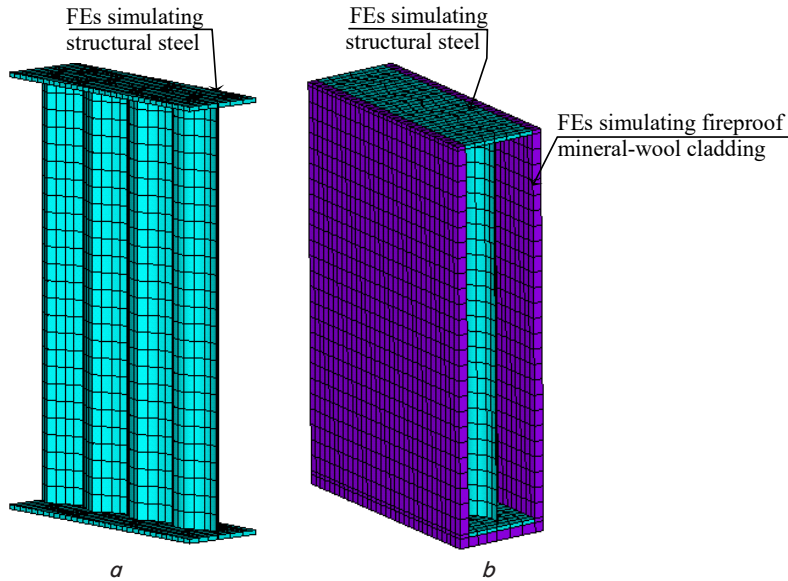 FEs simulating
structural steel
FEs simulating
structural steel
FEs simulating fireproof
mineral-wool cladding
a
b